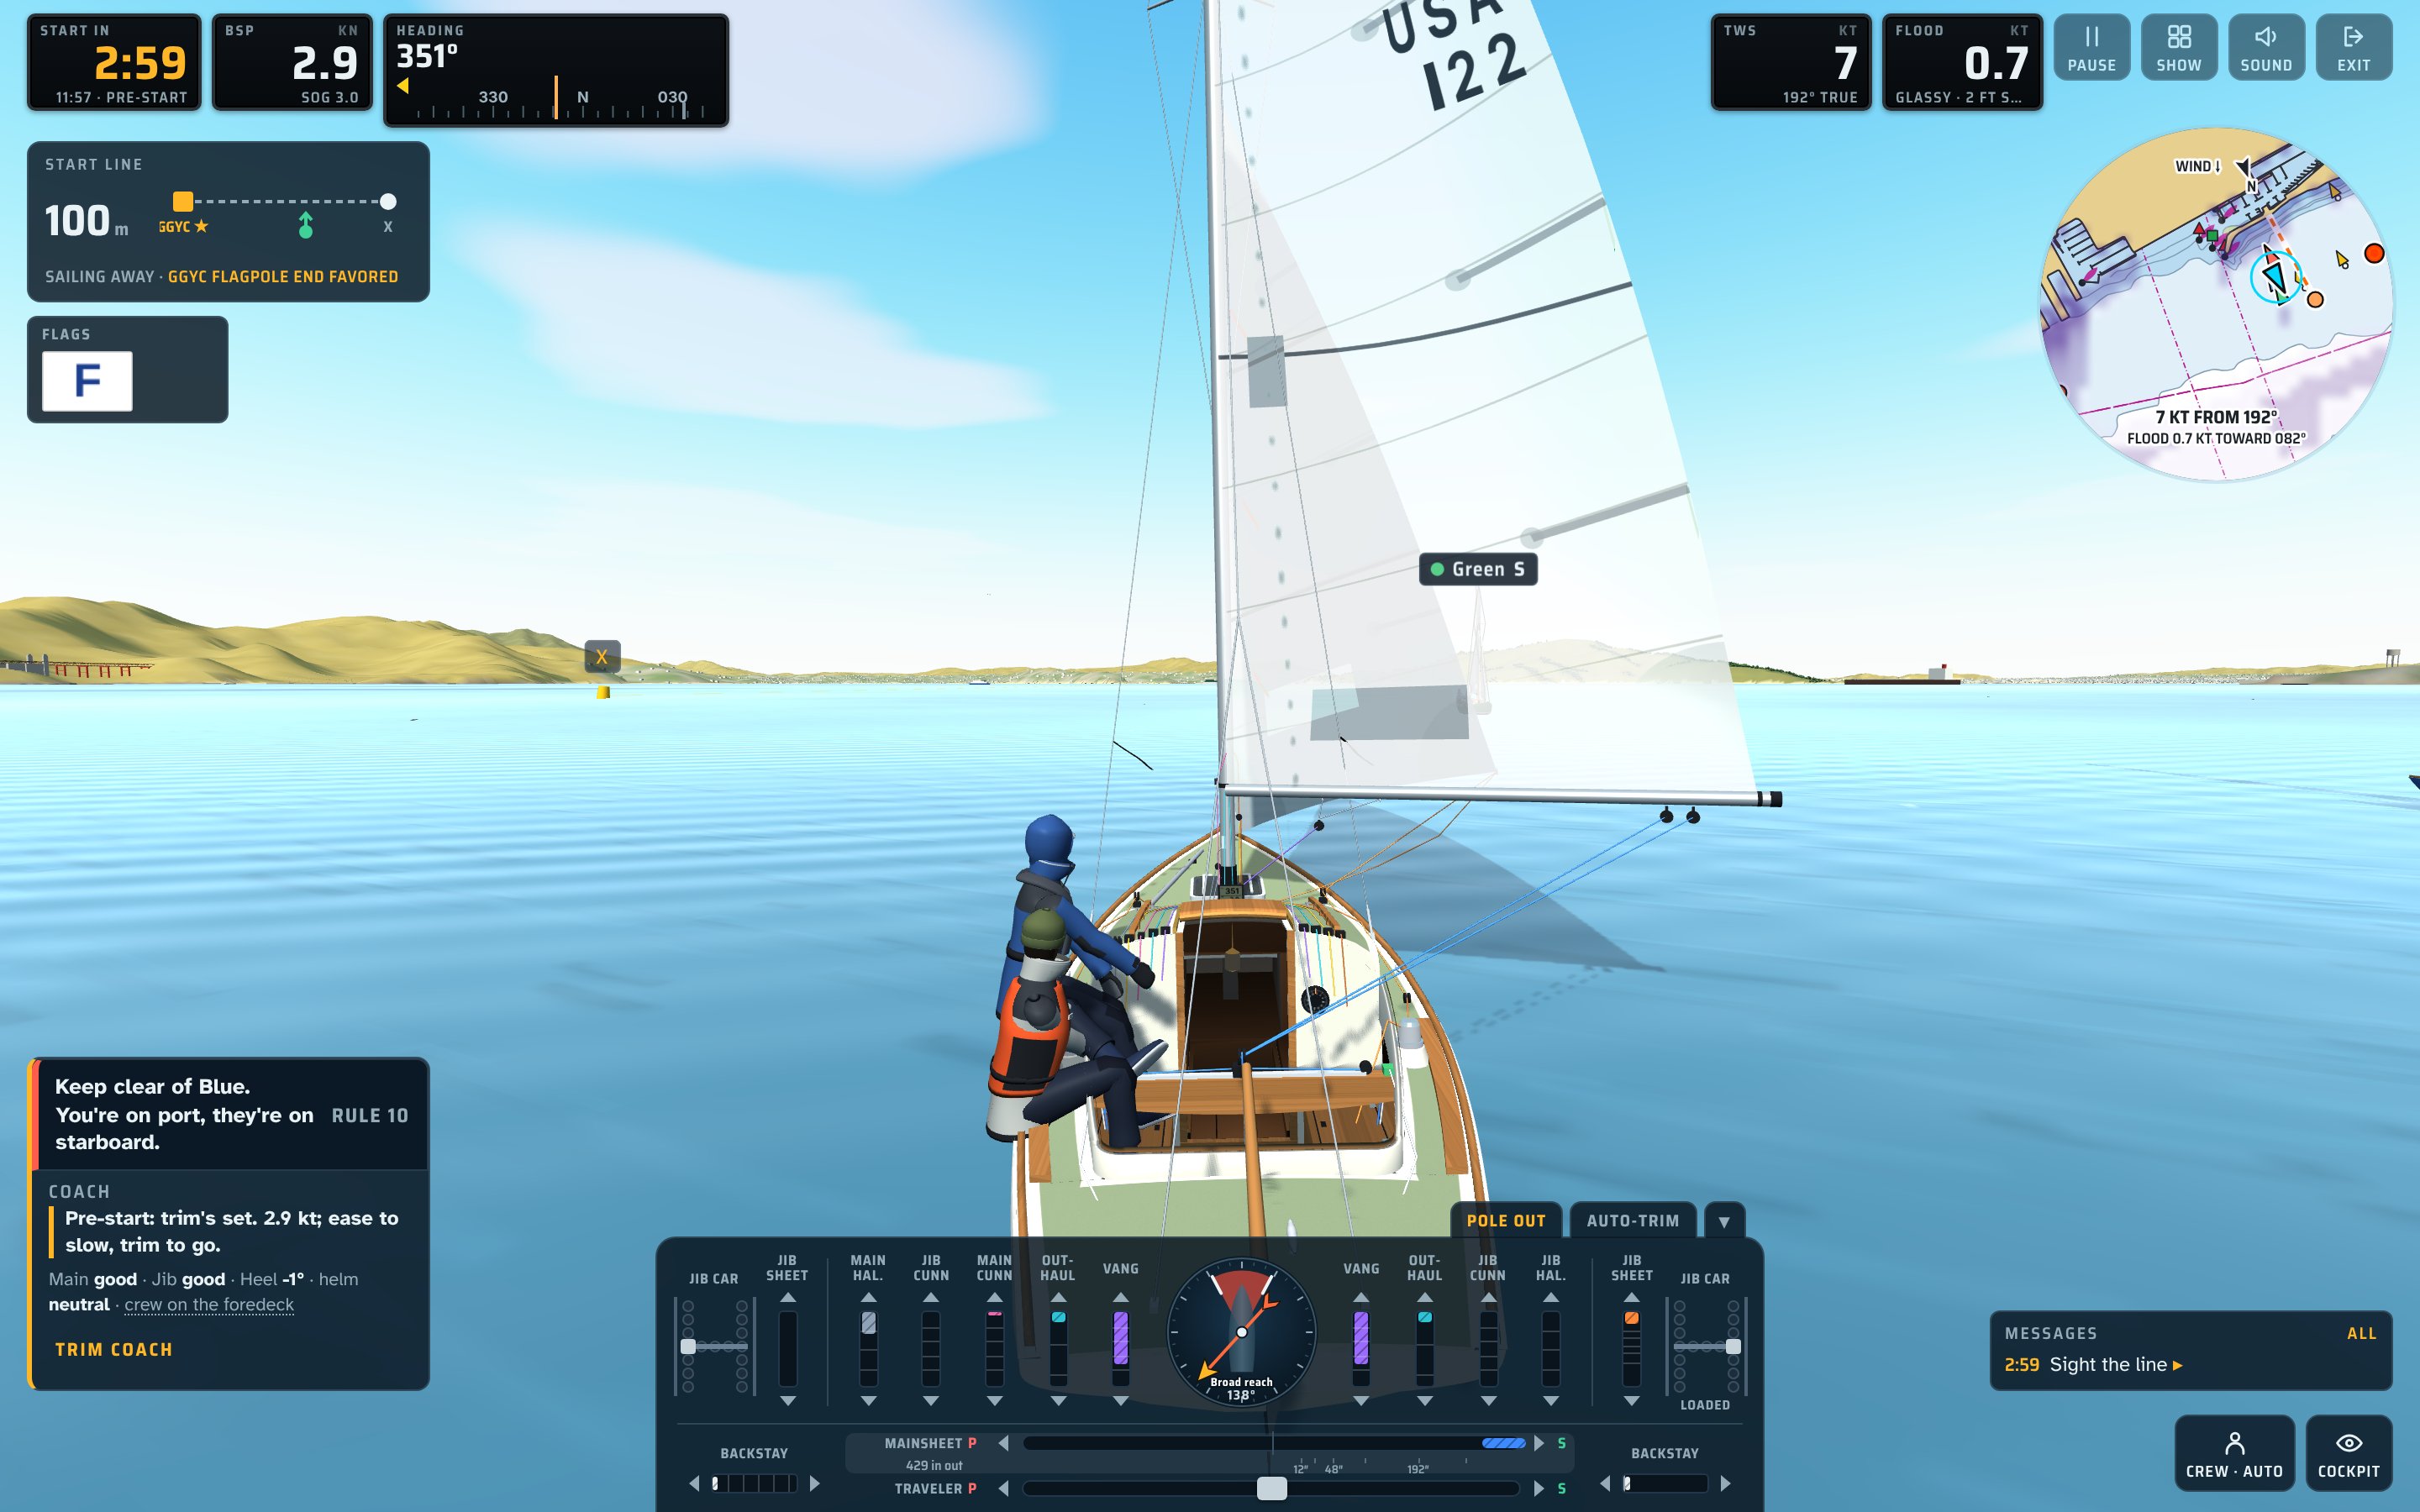 START IN
2:59
11:57 · PRE-START
BSP KN
2.9
SOG 3.0
HEADING
351°
330 N 030
TWS KT
7
192° TRUE
FLOOD KT
0.7
GLASSY · 2 FT S...
PAUSE
SHOW
SOUND
EXIT
START LINE
100 m
GGYC ★
X
SAILING AWAY · GGYC FLAGPOLE END FAVORED
FLAGS
F
USA
122
WIND ↓
N
7 KT FROM 192°
FLOOD 0.7 KT TOWARD 082°
Green S
X
351
Keep clear of Blue.
You're on port, they're on starboard.
RULE 10
COACH
Pre-start: trim's set. 2.9 kt; ease to slow, trim to go.
Main good · Jib good · Heel -1° · helm neutral · crew on the foredeck
TRIM COACH
POLE OUT
AUTO-TRIM
▼
JIB CAR
JIB SHEET
MAIN HAL.
JIB CUNN
MAIN CUNN
OUT-HAUL
VANG
Broad reach
138°
VANG
OUT-HAUL
JIB CUNN
JIB HAL.
JIB SHEET
JIB CAR
LOADED
BACKSTAY
MAINSHEET P
S
429 in out
12" 48" 192"
TRAVELER P
S
BACKSTAY
MESSAGES
ALL
2:59 Sight the line ▸
CREW · AUTO
COCKPIT